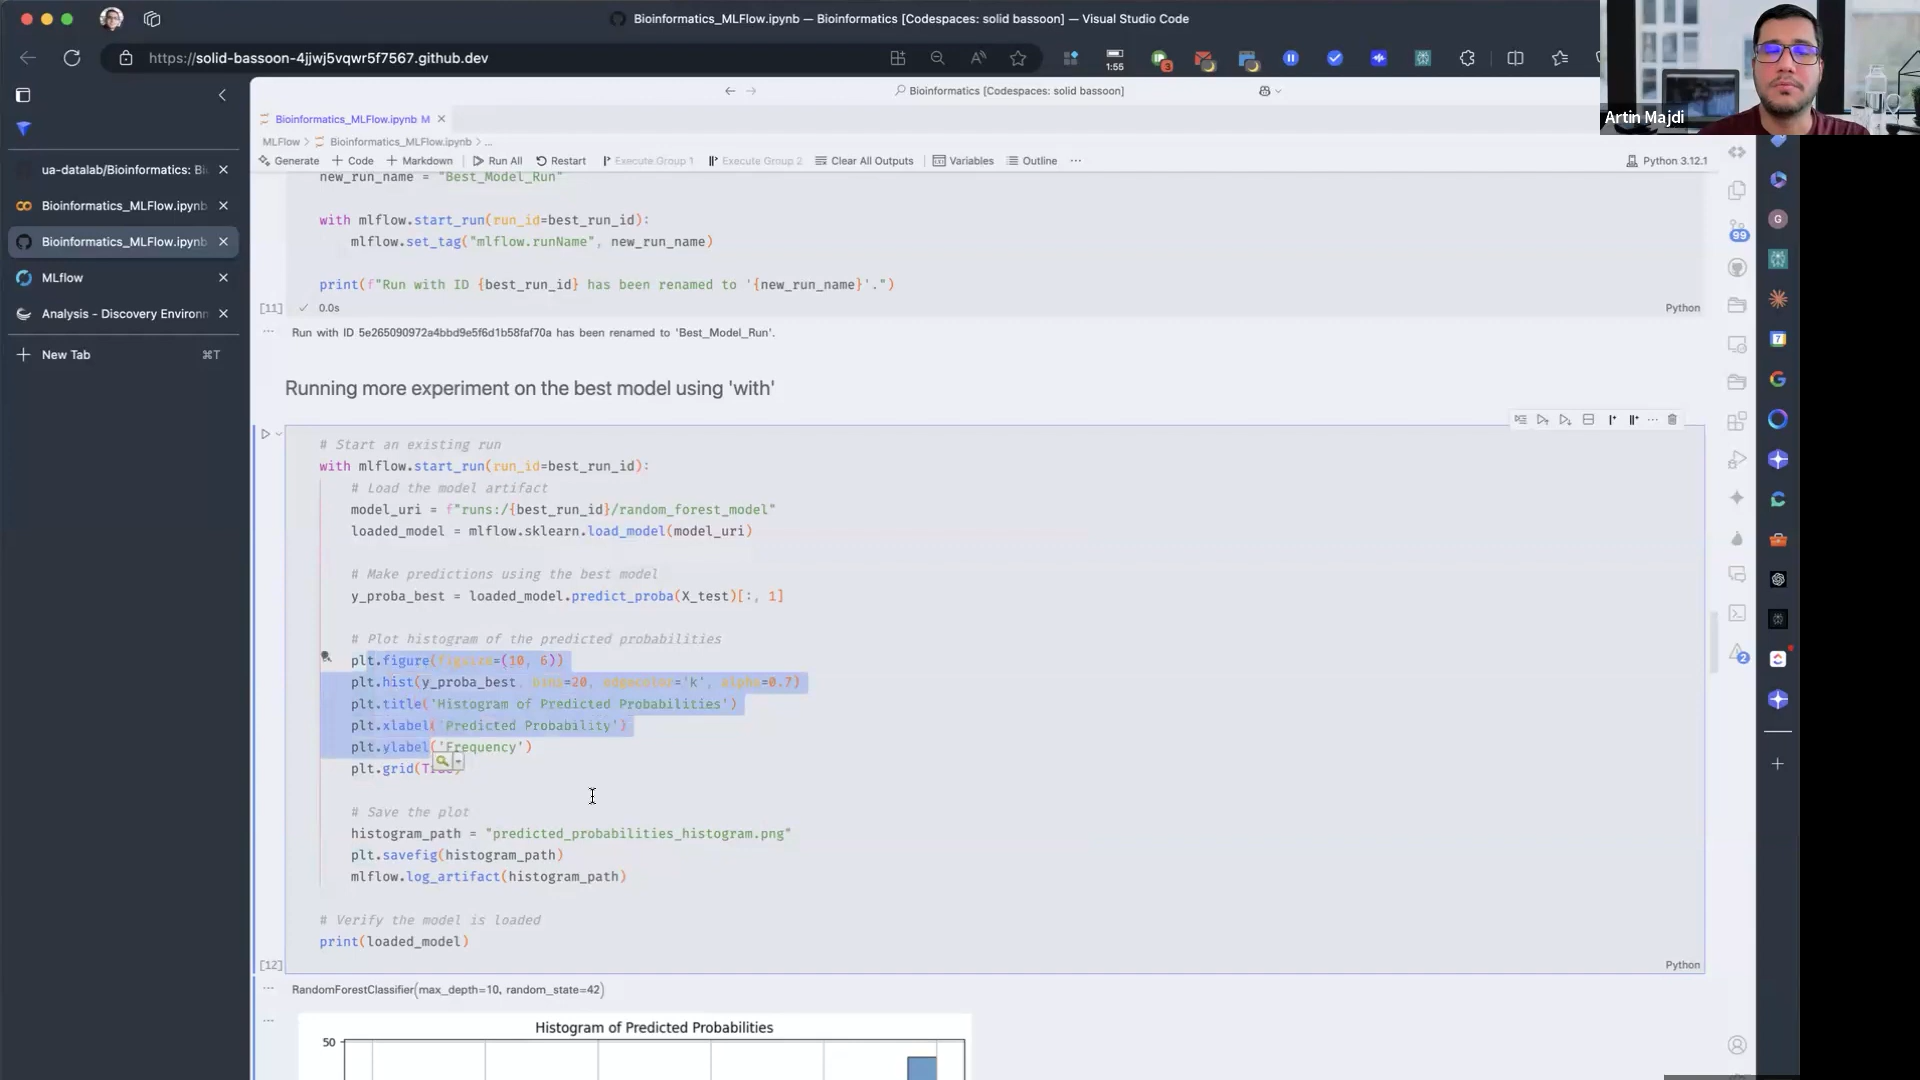 Bioinformatics_MLFlow.ipynb — Bioinformatics [Codespaces: solid bassoon] — Visual Studio Code
https://solid-bassoon-4jjwj5vqwr5f7567.github.dev
1:55
3
Artin Majdi
Bioinformatics [Codespaces: solid bassoon]
Bioinformatics_MLFlow.ipynb M
MLFlow > Bioinformatics_MLFlow.ipynb > ...
Generate + Code + Markdown Run All Restart Execute Group 1 Execute Group 2 Clear All Outputs Variables Outline ... Python 3.12.1
ua-datalab/Bioinformatics: Bi
Bioinformatics_MLFlow.ipynb
Bioinformatics_MLFlow.ipynb
MLflow
Analysis - Discovery Environm
New Tab ⌘T
new_run_name = "Best_Model_Run"
with mlflow.start_run(run_id=best_run_id):
mlflow.set_tag("mlflow.runName", new_run_name)
print(f"Run with ID {best_run_id} has been renamed to '{new_run_name}'.")
[11] 0.0s Python
Run with ID 5e265090972a4bbd9e5f6d1b58faf70a has been renamed to 'Best_Model_Run'.
Running more experiment on the best model using 'with'
# Start an existing run
with mlflow.start_run(run_id=best_run_id):
# Load the model artifact
model_uri = f"runs:/{best_run_id}/random_forest_model"
loaded_model = mlflow.sklearn.load_model(model_uri)
# Make predictions using the best model
y_proba_best = loaded_model.predict_proba(X_test)[:, 1]
# Plot histogram of the predicted probabilities
plt.figure(figsize=(10, 6))
plt.hist(y_proba_best, bins=20, edgecolor='k', alpha=0.7)
plt.title('Histogram of Predicted Probabilities')
plt.xlabel('Predicted Probability')
plt.ylabel('Frequency')
plt.grid(True)
# Save the plot
histogram_path = "predicted_probabilities_histogram.png"
plt.savefig(histogram_path)
mlflow.log_artifact(histogram_path)
# Verify the model is loaded
print(loaded_model)
[12] Python
RandomForestClassifier(max_depth=10, random_state=42)
Histogram of Predicted Probabilities
50
99
2
G
7
G